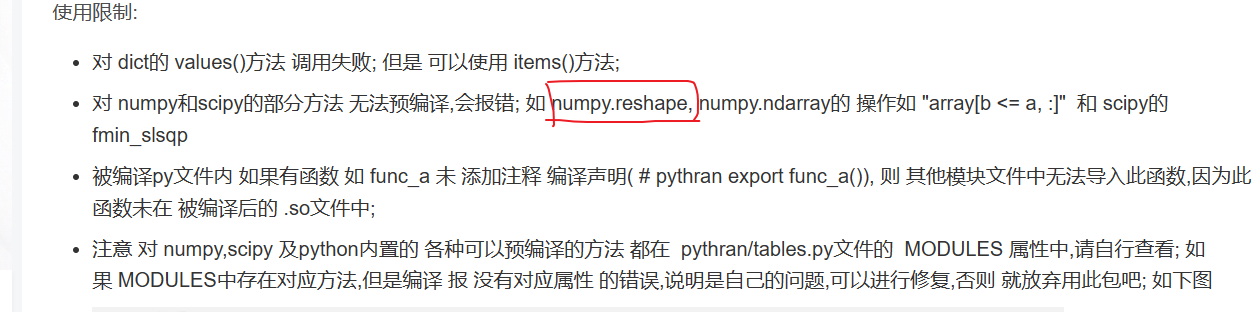 使用限制:
• 对 dict的 values()方法 调用失败; 但是 可以使用 items()方法;
• 对 numpy和scipy的部分方法 无法预编译,会报错; 如 numpy.reshape, numpy.ndarray的 操作如 "array[b <= a, :]" 和 scipy的
fmin_slsqp
• 被编译py文件内 如果有函数 如 func_a 未 添加注释 编译声明( # pythran export func_a()), 则 其他模块文件中无法导入此函数,因为此
函数未在 被编译后的 .so文件中;
• 注意 对 numpy,scipy 及python内置的 各种可以预编译的方法 都在 pythran/tables.py文件的 MODULES 属性中,请自行查看; 如
果 MODULES中存在对应方法,但是编译 报 没有对应属性 的错误,说明是自己的问题,可以进行修复,否则 就放弃用此包吧; 如下图